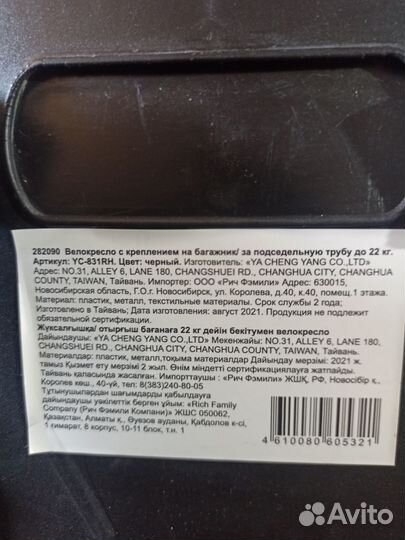 282090 Велокресло с креплением на багажник/ за подседельную трубу до 22 кг.
Артикул: YC-831RH. Цвет: черный. Изготовитель: «YA CHENG YANG CO.,LTD»
Адрес: NO.31, ALLEY 6, LANE 180, CHANGSHUEI RD., CHANGHUA CITY, CHANGHUA
COUNTY, TAIWAN, Тайвань. Импортер: ООО «Рич Фэмили» Адрес: 630015,
Новосибирская область, Г.О.г. Новосибирск, ул. Королева, д.40, к.40, помещ.1 этажа.
Материал: пластик, металл, текстильные материалы. Срок службы 2 года;
Изготовлено в Тайвань; Дата изготовления: август 2021. Продукция не подлежит
обязательной сертификации.
Жүксалғышқа/ отырғыш бағанаға 22 кг дейін бекітумен велокресло
Дайындаушы: «YA CHENG YANG CO.,LTD» Мекенжайы: NO.31, ALLEY 6, LANE 180,
CHANGSHUEI RD., CHANGHUA CITY, CHANGHUA COUNTY, TAIWAN, Тайвань.
Материалдар: пластик, металл,тоқыма материалдар Дайындау мерзімі: 2021 ж.
тамыз Қызмет ету мерзімі 2 жыл. Өнім міндетті сертификациялауға жатпайды.
Тайвань қаласында жасалған. Импорттаушы : «Рич Фэмили» ЖШҚ, РФ, Новосібір қ.,
Королев көш., 40-үй, тел: 8(383)240-80-05
Тұтынушылардан шағымдарды қабылдауға
дайындаушы уәкілеттік берген ұйым: «Rich Family
Company (Рич Фэмили Компани)» ЖШС 050062,
Қазақстан, Алматы қ., Әуезов ауданы, Қабдолов к-сі,
1 ғимарат, 8 корпус, 10-11 блок, т.н. 1
4 610080 605321
Avito